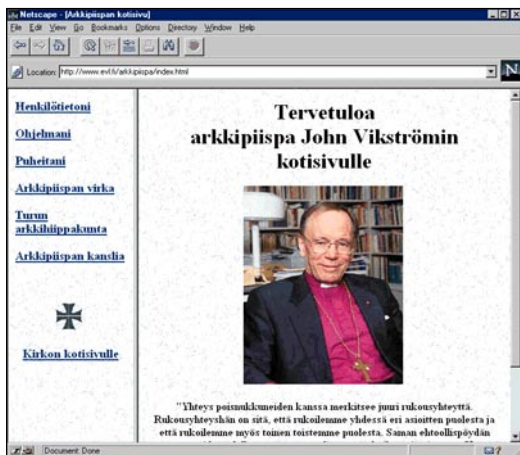 Netscape - [Arkkipiispan kotisivu]
File Edit View Go Bookmarks Options Directory Window Help
Location: http://www.evl.fi/arkkipiispa/index.html
N
Henkilötietoni
Ohjelmani
Puheitani
Arkkipiispan virka
Turun
arkkihiippakunta
Arkkipiispan kanslia
Kirkon kotisivulle
Tervetuloa
arkkipiispa John Vikströmin
kotisivulle
"Yhteys poisnukkuneiden kanssa merkitsee juuri rukousyhteyttä.
Rukousyhteyshän on sitä, että rukoilemme yhdessä eri asioitten puolesta ja
että rukoilemme myös toinen toistemme puolesta. Saman ehtoollispöydän
Document: Done